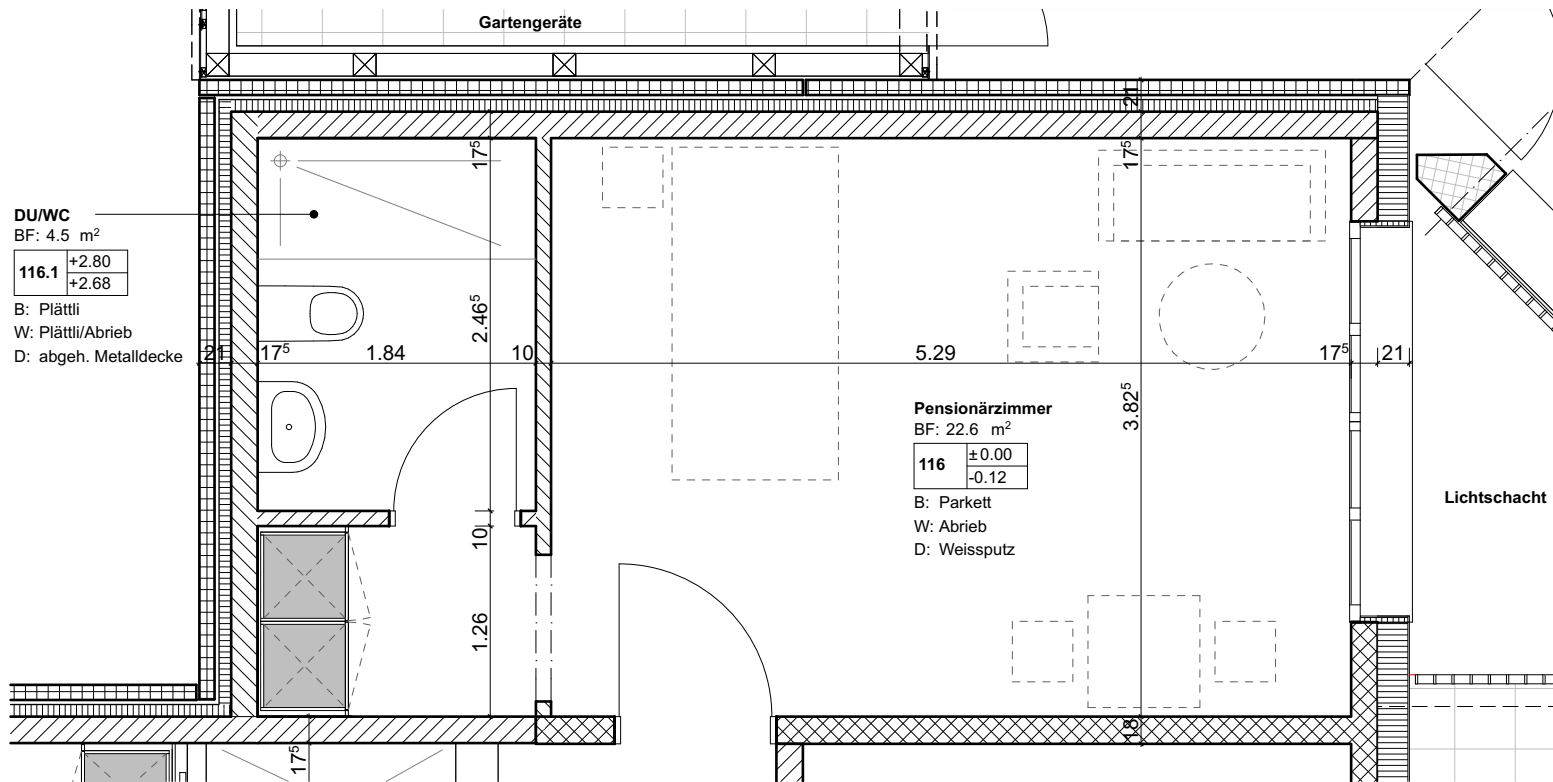 Gartengeräte
DU/WC
BF: 4.5 m²
116.1
+2.80
+2.68
B: Plättli
W: Plättli/Abrieb
D: abgeh. Metalldecke
21
17⁵
1.84
10
5.29
17⁵
21
17⁵
2.46⁵
10
1.26
17⁵
21
17⁵
3.82⁵
18
Pensionärzimmer
BF: 22.6 m²
116
±0.00
-0.12
B: Parkett
W: Abrieb
D: Weissputz
Lichtschacht